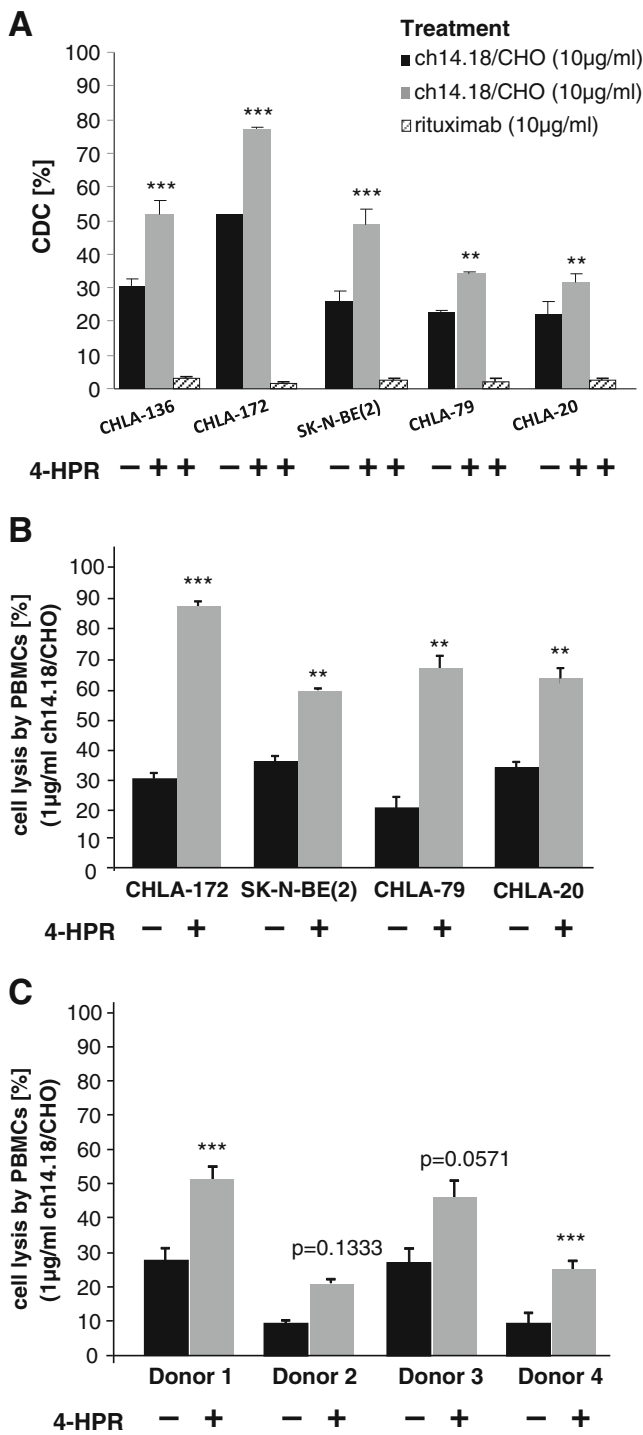 A
Treatment
ch14.18/CHO (10µg/ml)
ch14.18/CHO (10µg/ml)
rituximab (10µg/ml)
CDC [%]
100
90
80
70
60
50
40
30
20
10
0
***
***
***
**
**
CHLA-136
CHLA-172
SK-N-BE(2)
CHLA-79
CHLA-20
4-HPR − + + − + + − + + − + + − + +
B
cell lysis by PBMCs [%]
(1µg/ml ch14.18/CHO)
100
90
80
70
60
50
40
30
20
10
0
***
**
**
**
CHLA-172 SK-N-BE(2) CHLA-79 CHLA-20
4-HPR − + − + − + − +
C
cell lysis by PBMCs [%]
(1µg/ml ch14.18/CHO)
100
90
80
70
60
50
40
30
20
10
0
***
p=0.1333
p=0.0571
***
Donor 1 Donor 2 Donor 3 Donor 4
4-HPR − + − + − + − +